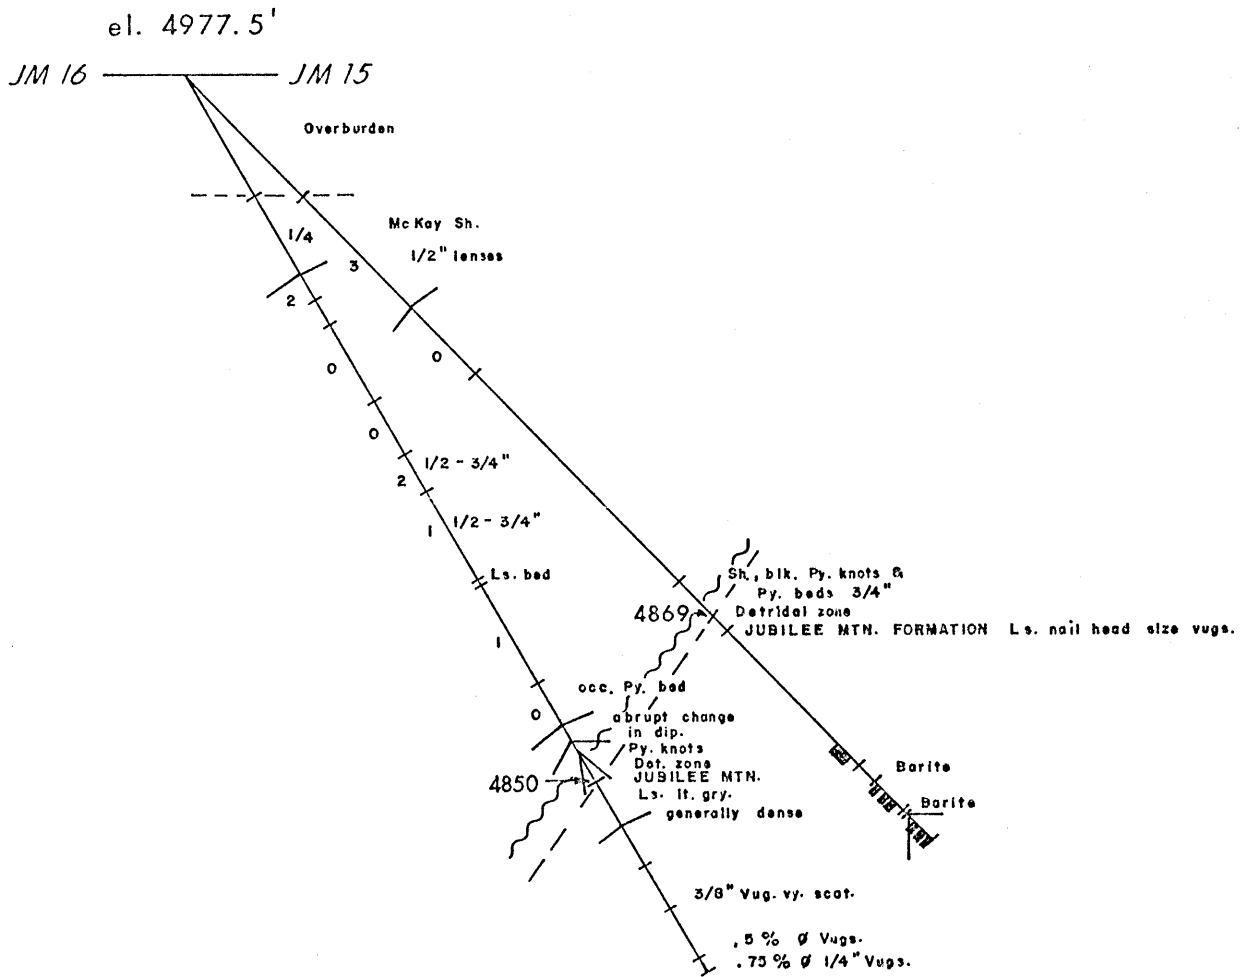 el. 4977.5'
JM 16
JM 15
Overburden
McKay Sh.
1/2" lenses
1/4
3
2
0
0
0
1/2 - 3/4"
2
1/2 - 3/4"
1
Ls. bed
Sh., blk. Py. knots &
Py. beds 3/4"
4869
Detridal zone
JUBILEE MTN. FORMATION Ls. nail head size vugs.
1
occ. Py. bed
0
abrupt change
in dip.
Py. knots
Det. zone
4850
JUBILEE MTN.
Ls. lt. gry.
generally dense
Barite
Barite
3/8" Vug. vy. scat.
.5% Ø Vugs.
.75% Ø 1/4" Vugs.